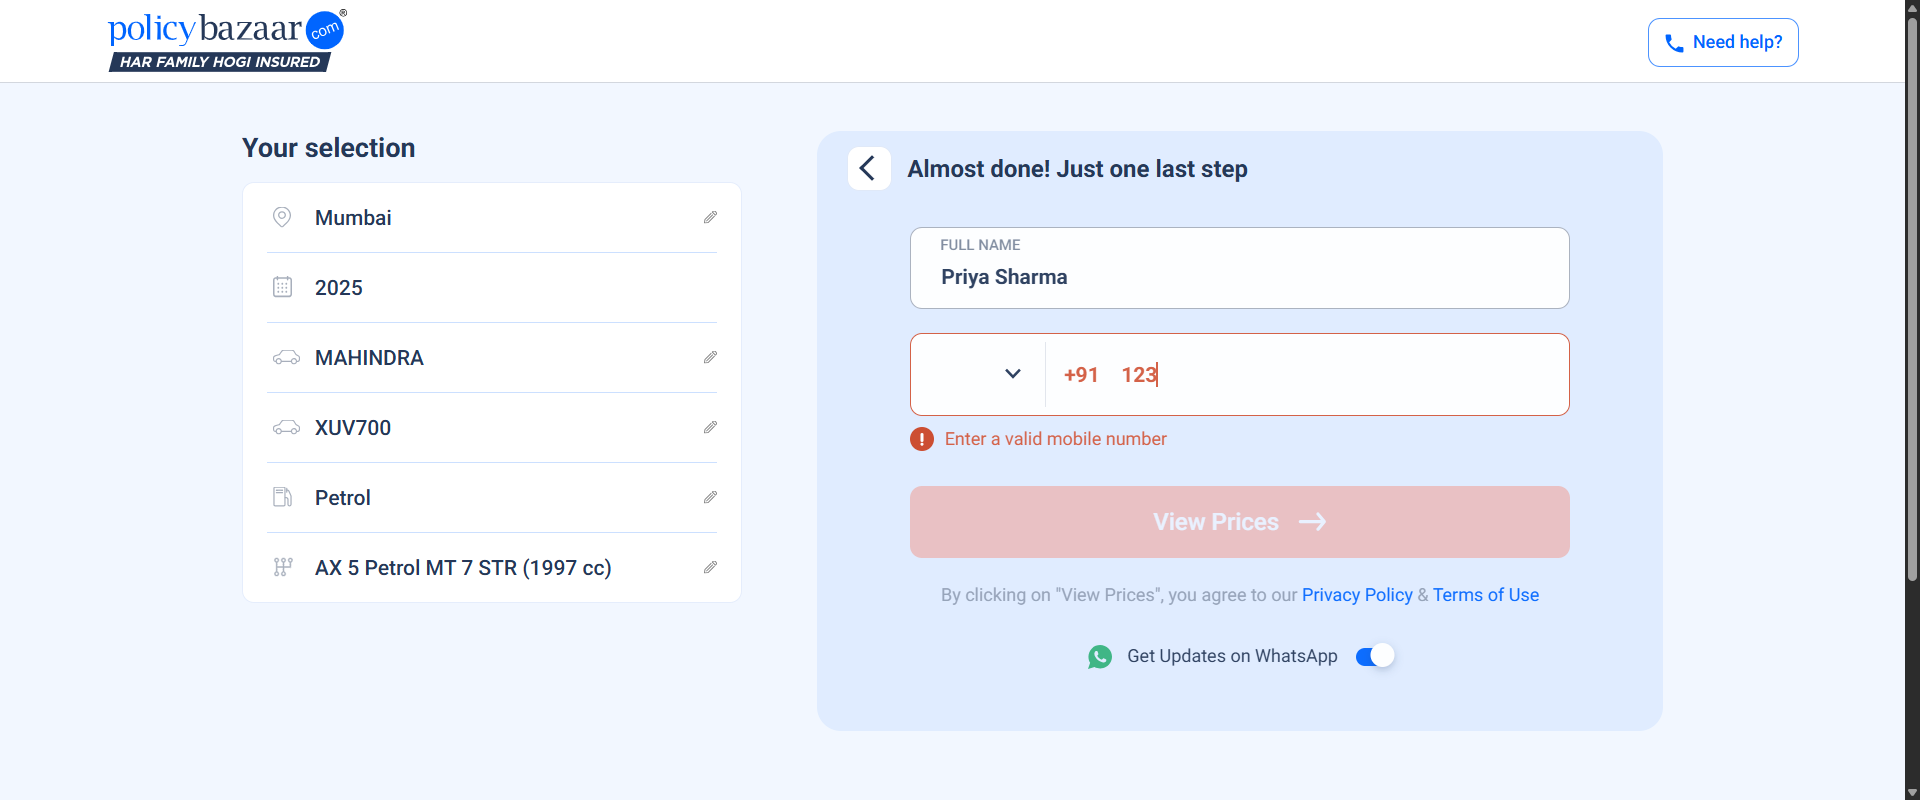 policybazaar.com®
HAR FAMILY HOGI INSURED
Need help?
Your selection
Mumbai
2025
MAHINDRA
XUV700
Petrol
AX 5 Petrol MT 7 STR (1997 cc)
Almost done! Just one last step
FULL NAME
Priya Sharma
+91 123
Enter a valid mobile number
View Prices
By clicking on "View Prices", you agree to our Privacy Policy & Terms of Use
Get Updates on WhatsApp